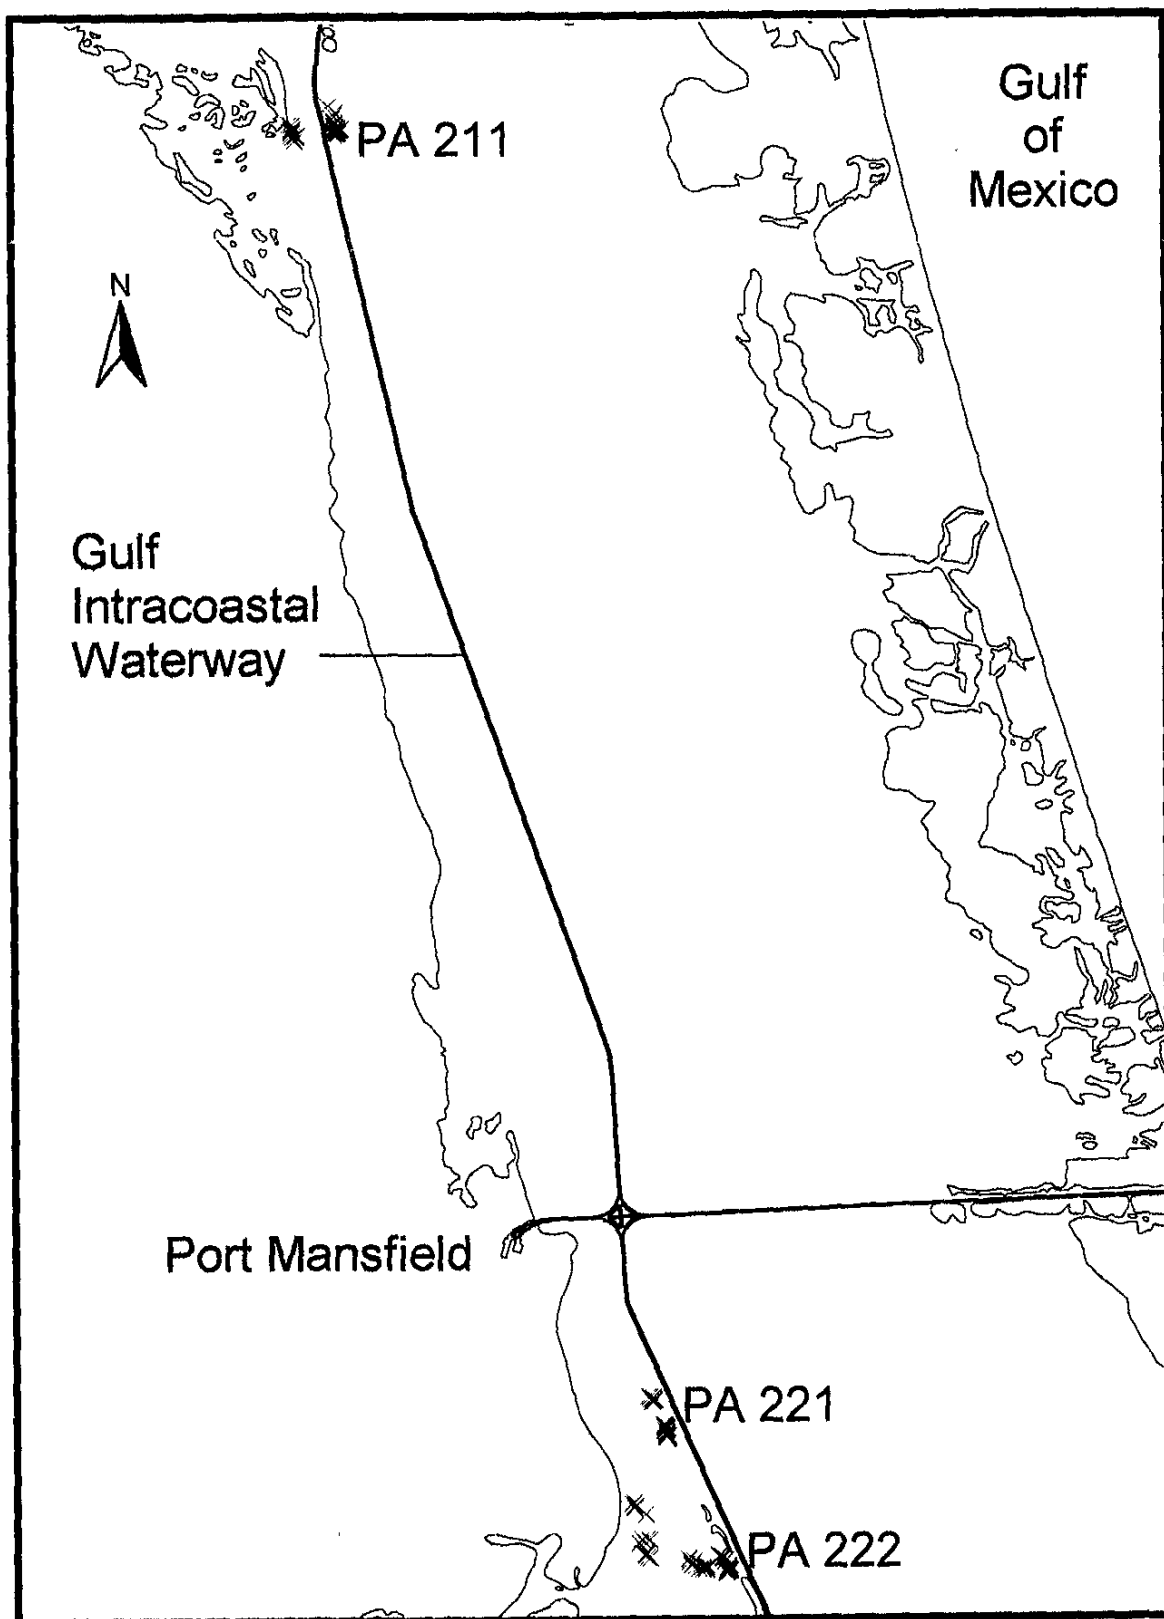 Gulf
of
Mexico
PA 211
N
Gulf
Intracoastal
Waterway
Port Mansfield
PA 221
PA 222